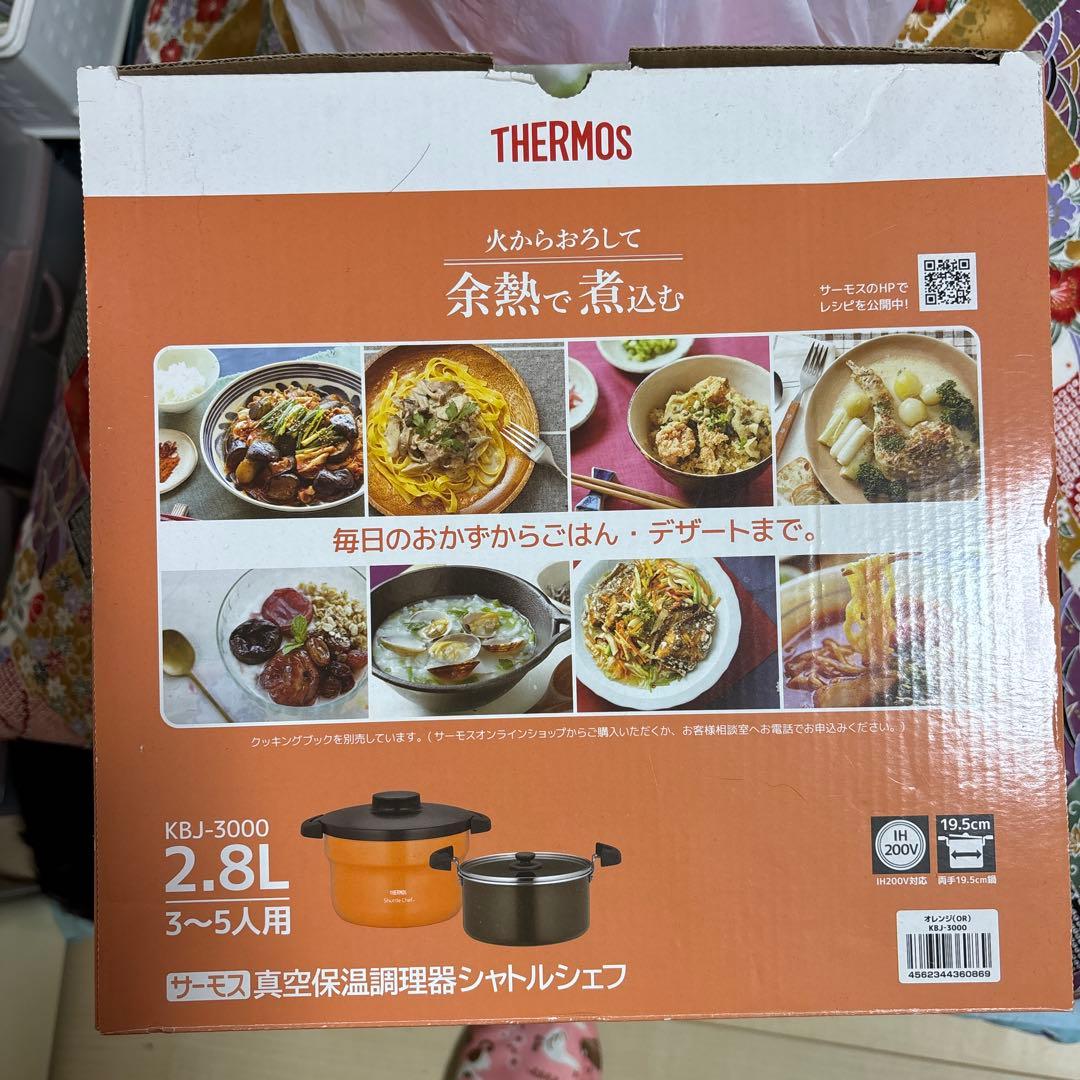 THERMOS
火からおろして
余熱で煮込む
サーモスのHPで
レシピを公開中!
毎日のおかずからごはん・デザートまで。
クッキングブックを別売しています。(サーモスオンラインショップからご購入いただくか、お客様相談室へお電話でお申込みください。)
KBJ-3000
2.8L
3〜5人用
THERMOS
Shuttle Chef
IH
200V
IH200V対応
19.5cm
両手19.5cm鍋
オレンジ(OR)
KBJ-3000
4562344360869
サーモス 真空保温調理器シャトルシェフ